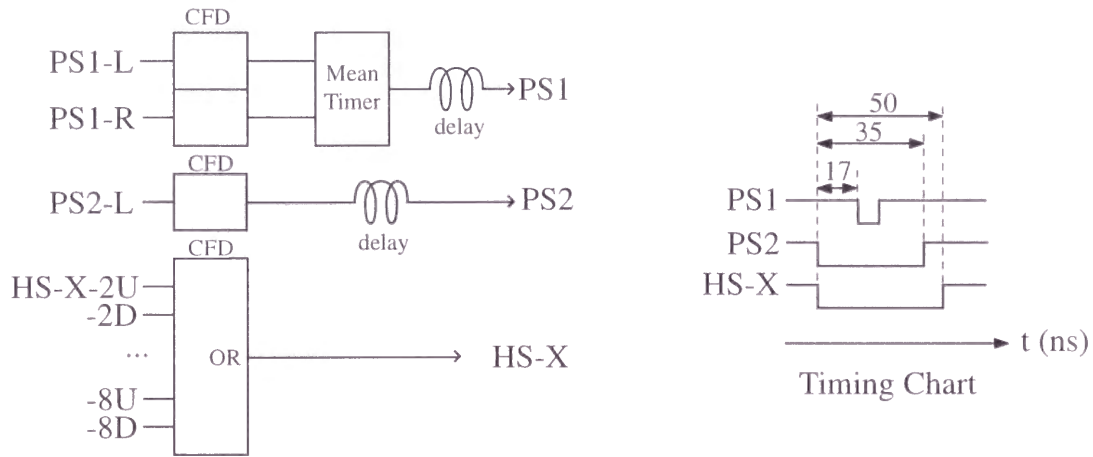 CFD
PS1-L
PS1-R
Mean
Timer
delay
PS1
CFD
PS2-L
delay
PS2
CFD
HS-X-2U
-2D
...
-8U
-8D
OR
HS-X
50
35
17
PS1
PS2
HS-X
t (ns)
Timing Chart